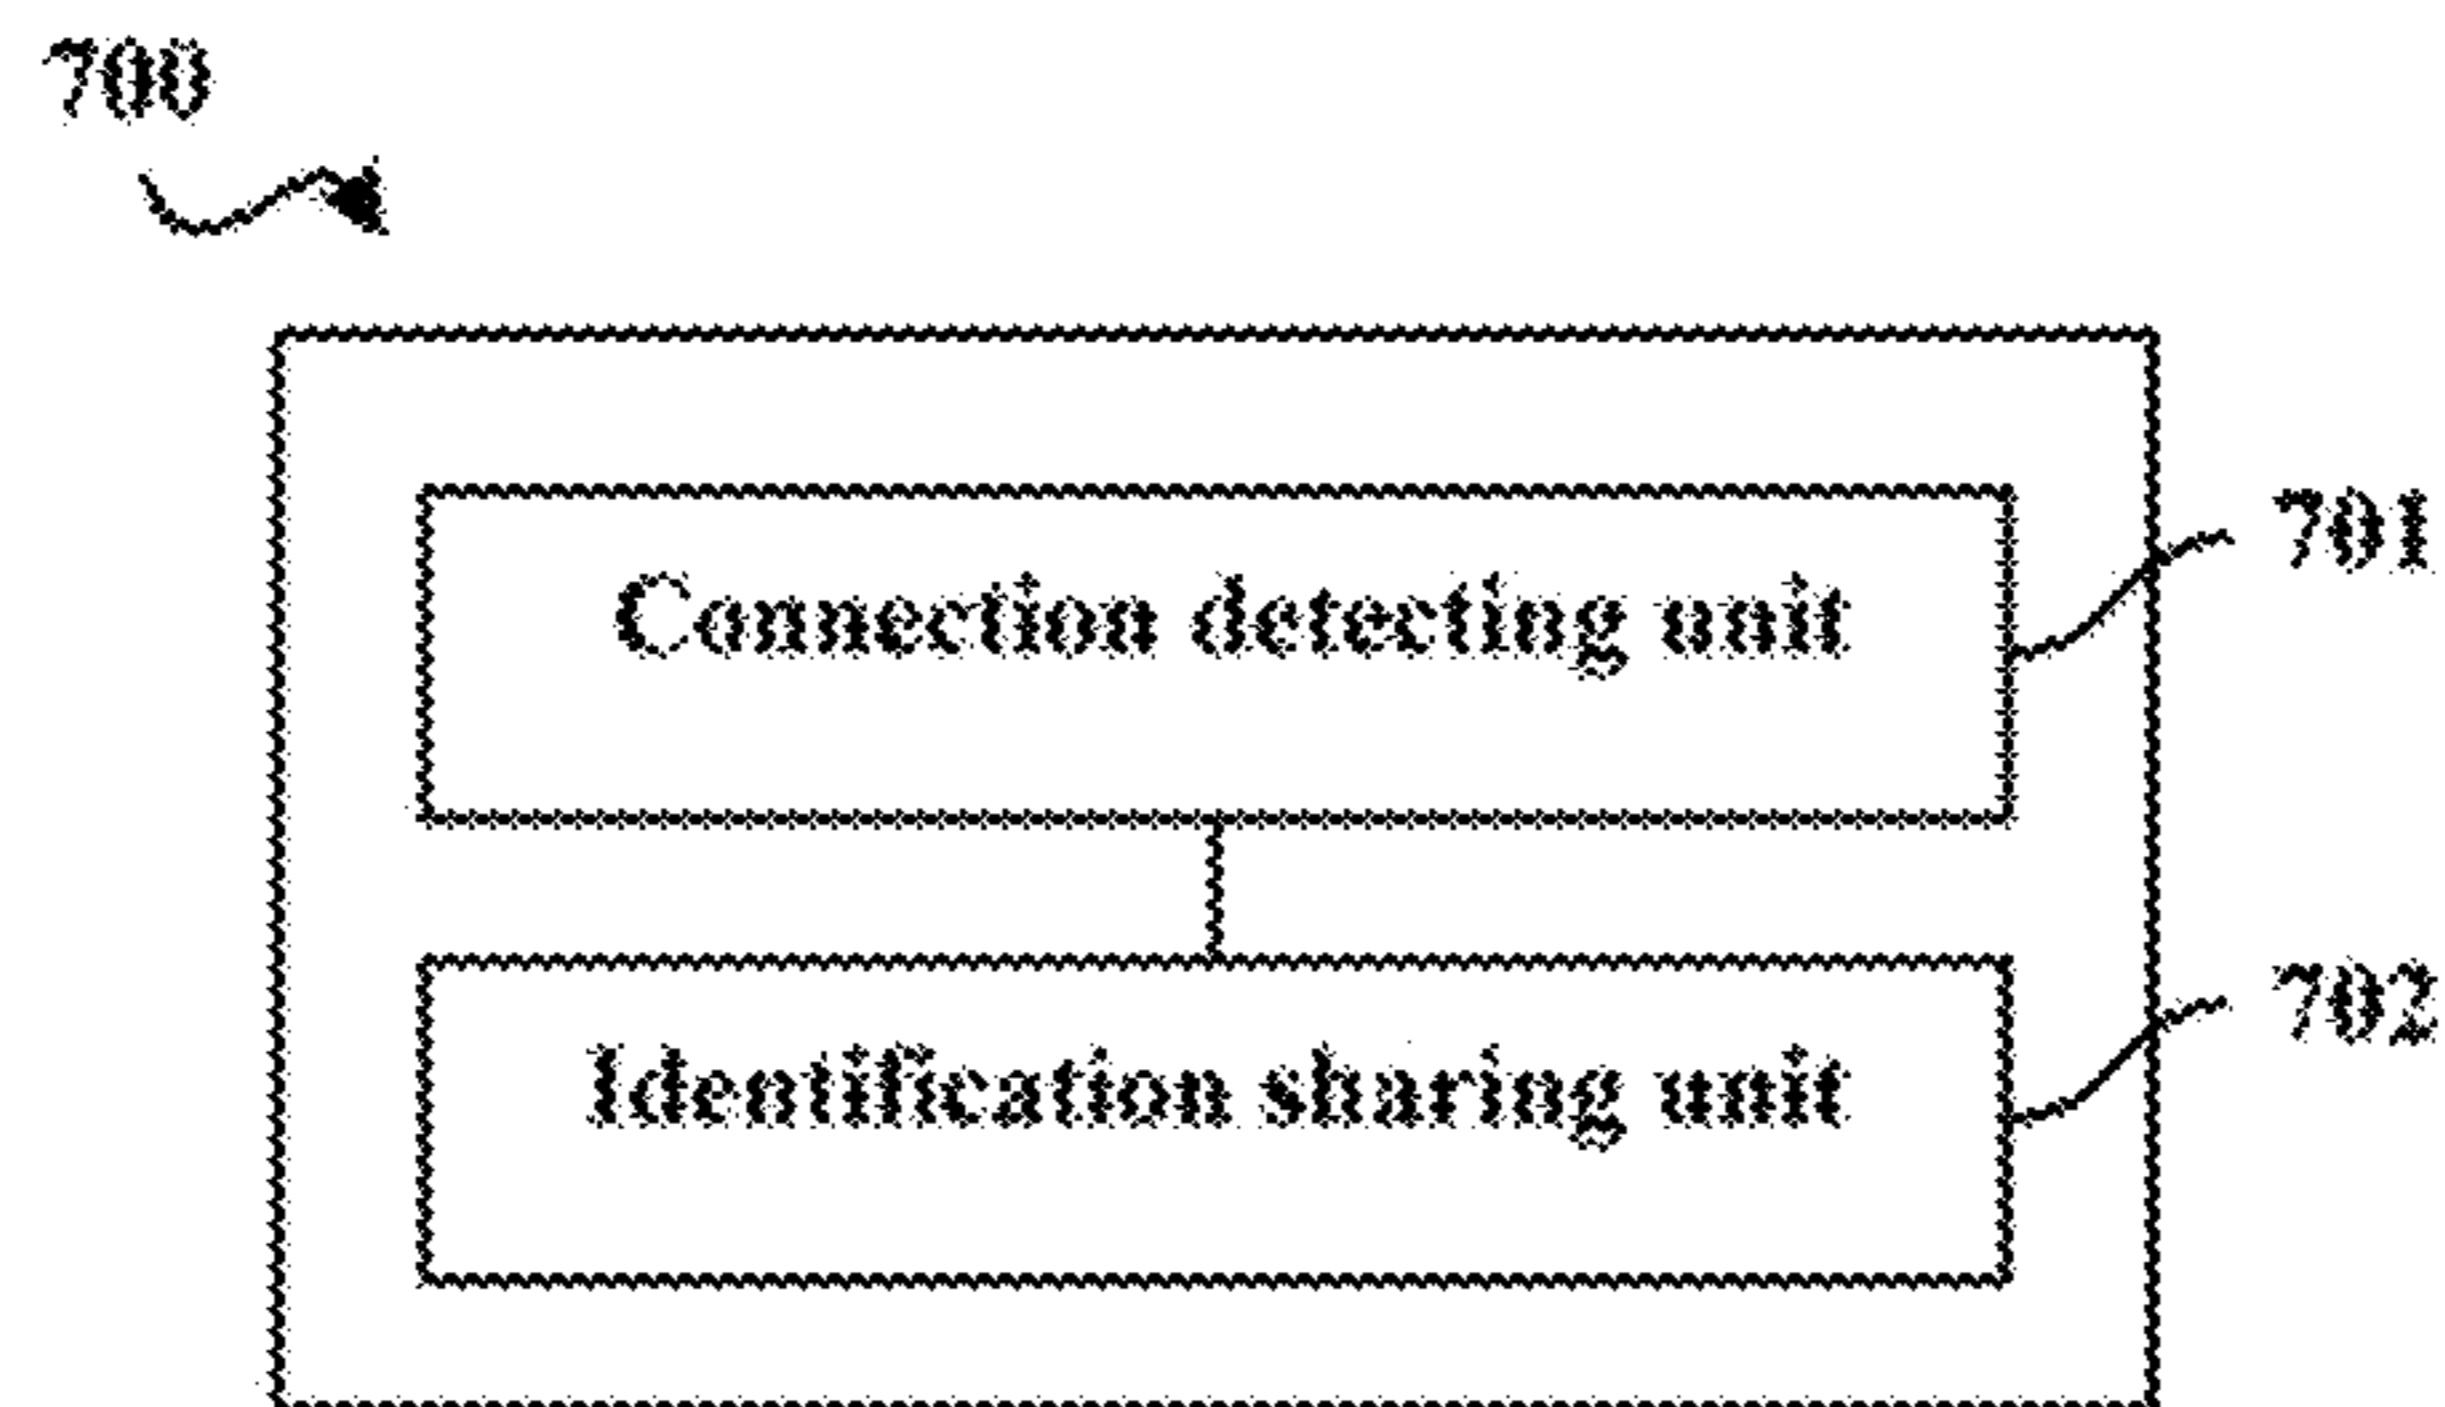 700
Connection detecting unit
701
Identification sharing unit
702